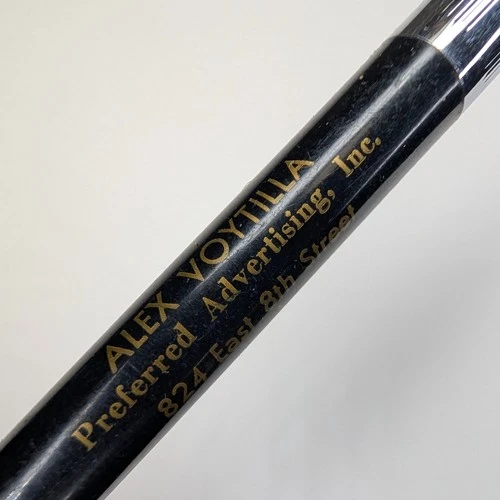 ALEX VOYTILLA
Preferred Advertising, Inc.
824 East 8th Street